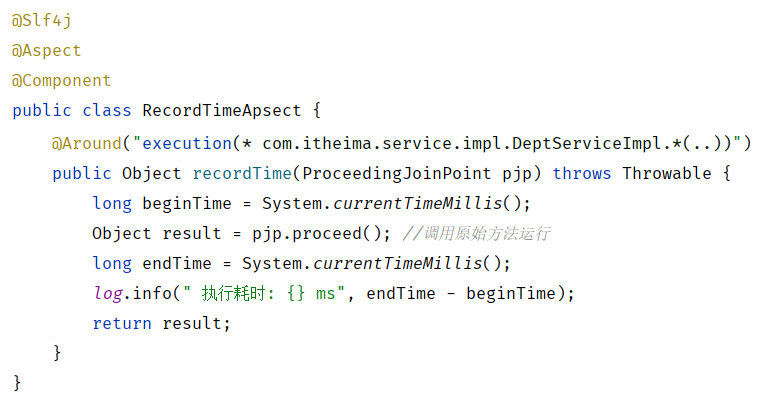 @Slf4j
@Aspect
@Component
public class RecordTimeApsect {
@Around("execution(* com.itheima.service.impl.DeptServiceImpl.*(..))")
public Object recordTime(ProceedingJoinPoint pjp) throws Throwable {
long beginTime = System.currentTimeMillis();
Object result = pjp.proceed(); //调用原始方法运行
long endTime = System.currentTimeMillis();
log.info(" 执行耗时: {} ms", endTime - beginTime);
return result;
}
}